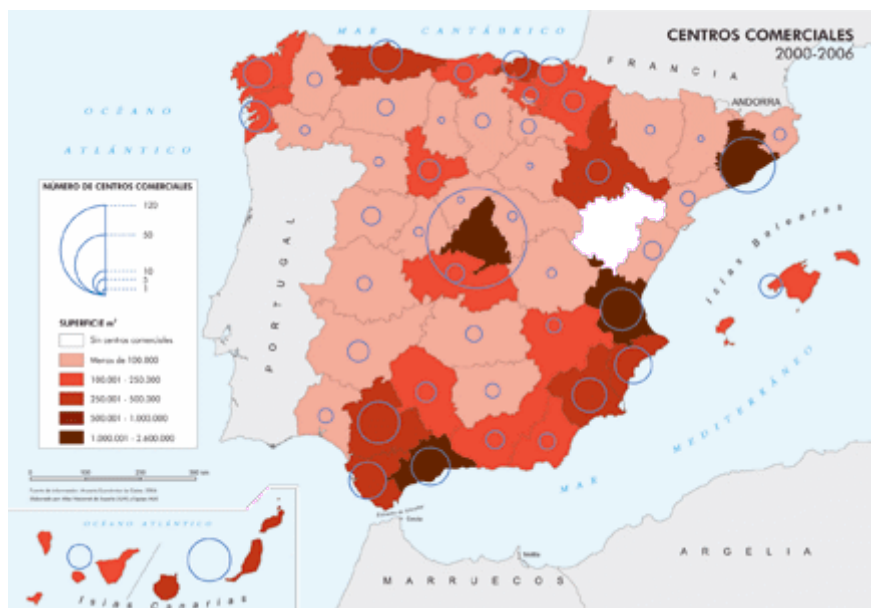 CENTROS COMERCIALES
2000-2006
MAR CANTÁBRICO
FRANCIA
ANDORRA
OCÉANO
ATLÁNTICO
PORTUGAL
Islas Baleares
MAR MEDITERRÁNEO
NÚMERO DE CENTROS COMERCIALES
120
50
10
5
1
SUPERFICIE m²
Sin centros comerciales
Menos de 100.000
100.001 - 250.000
250.001 - 500.000
500.001 - 1.000.000
1.000.001 - 2.600.000
OCÉANO ATLÁNTICO
Islas Canarias
Ceuta
Melilla
MARRUECOS
ARGELIA